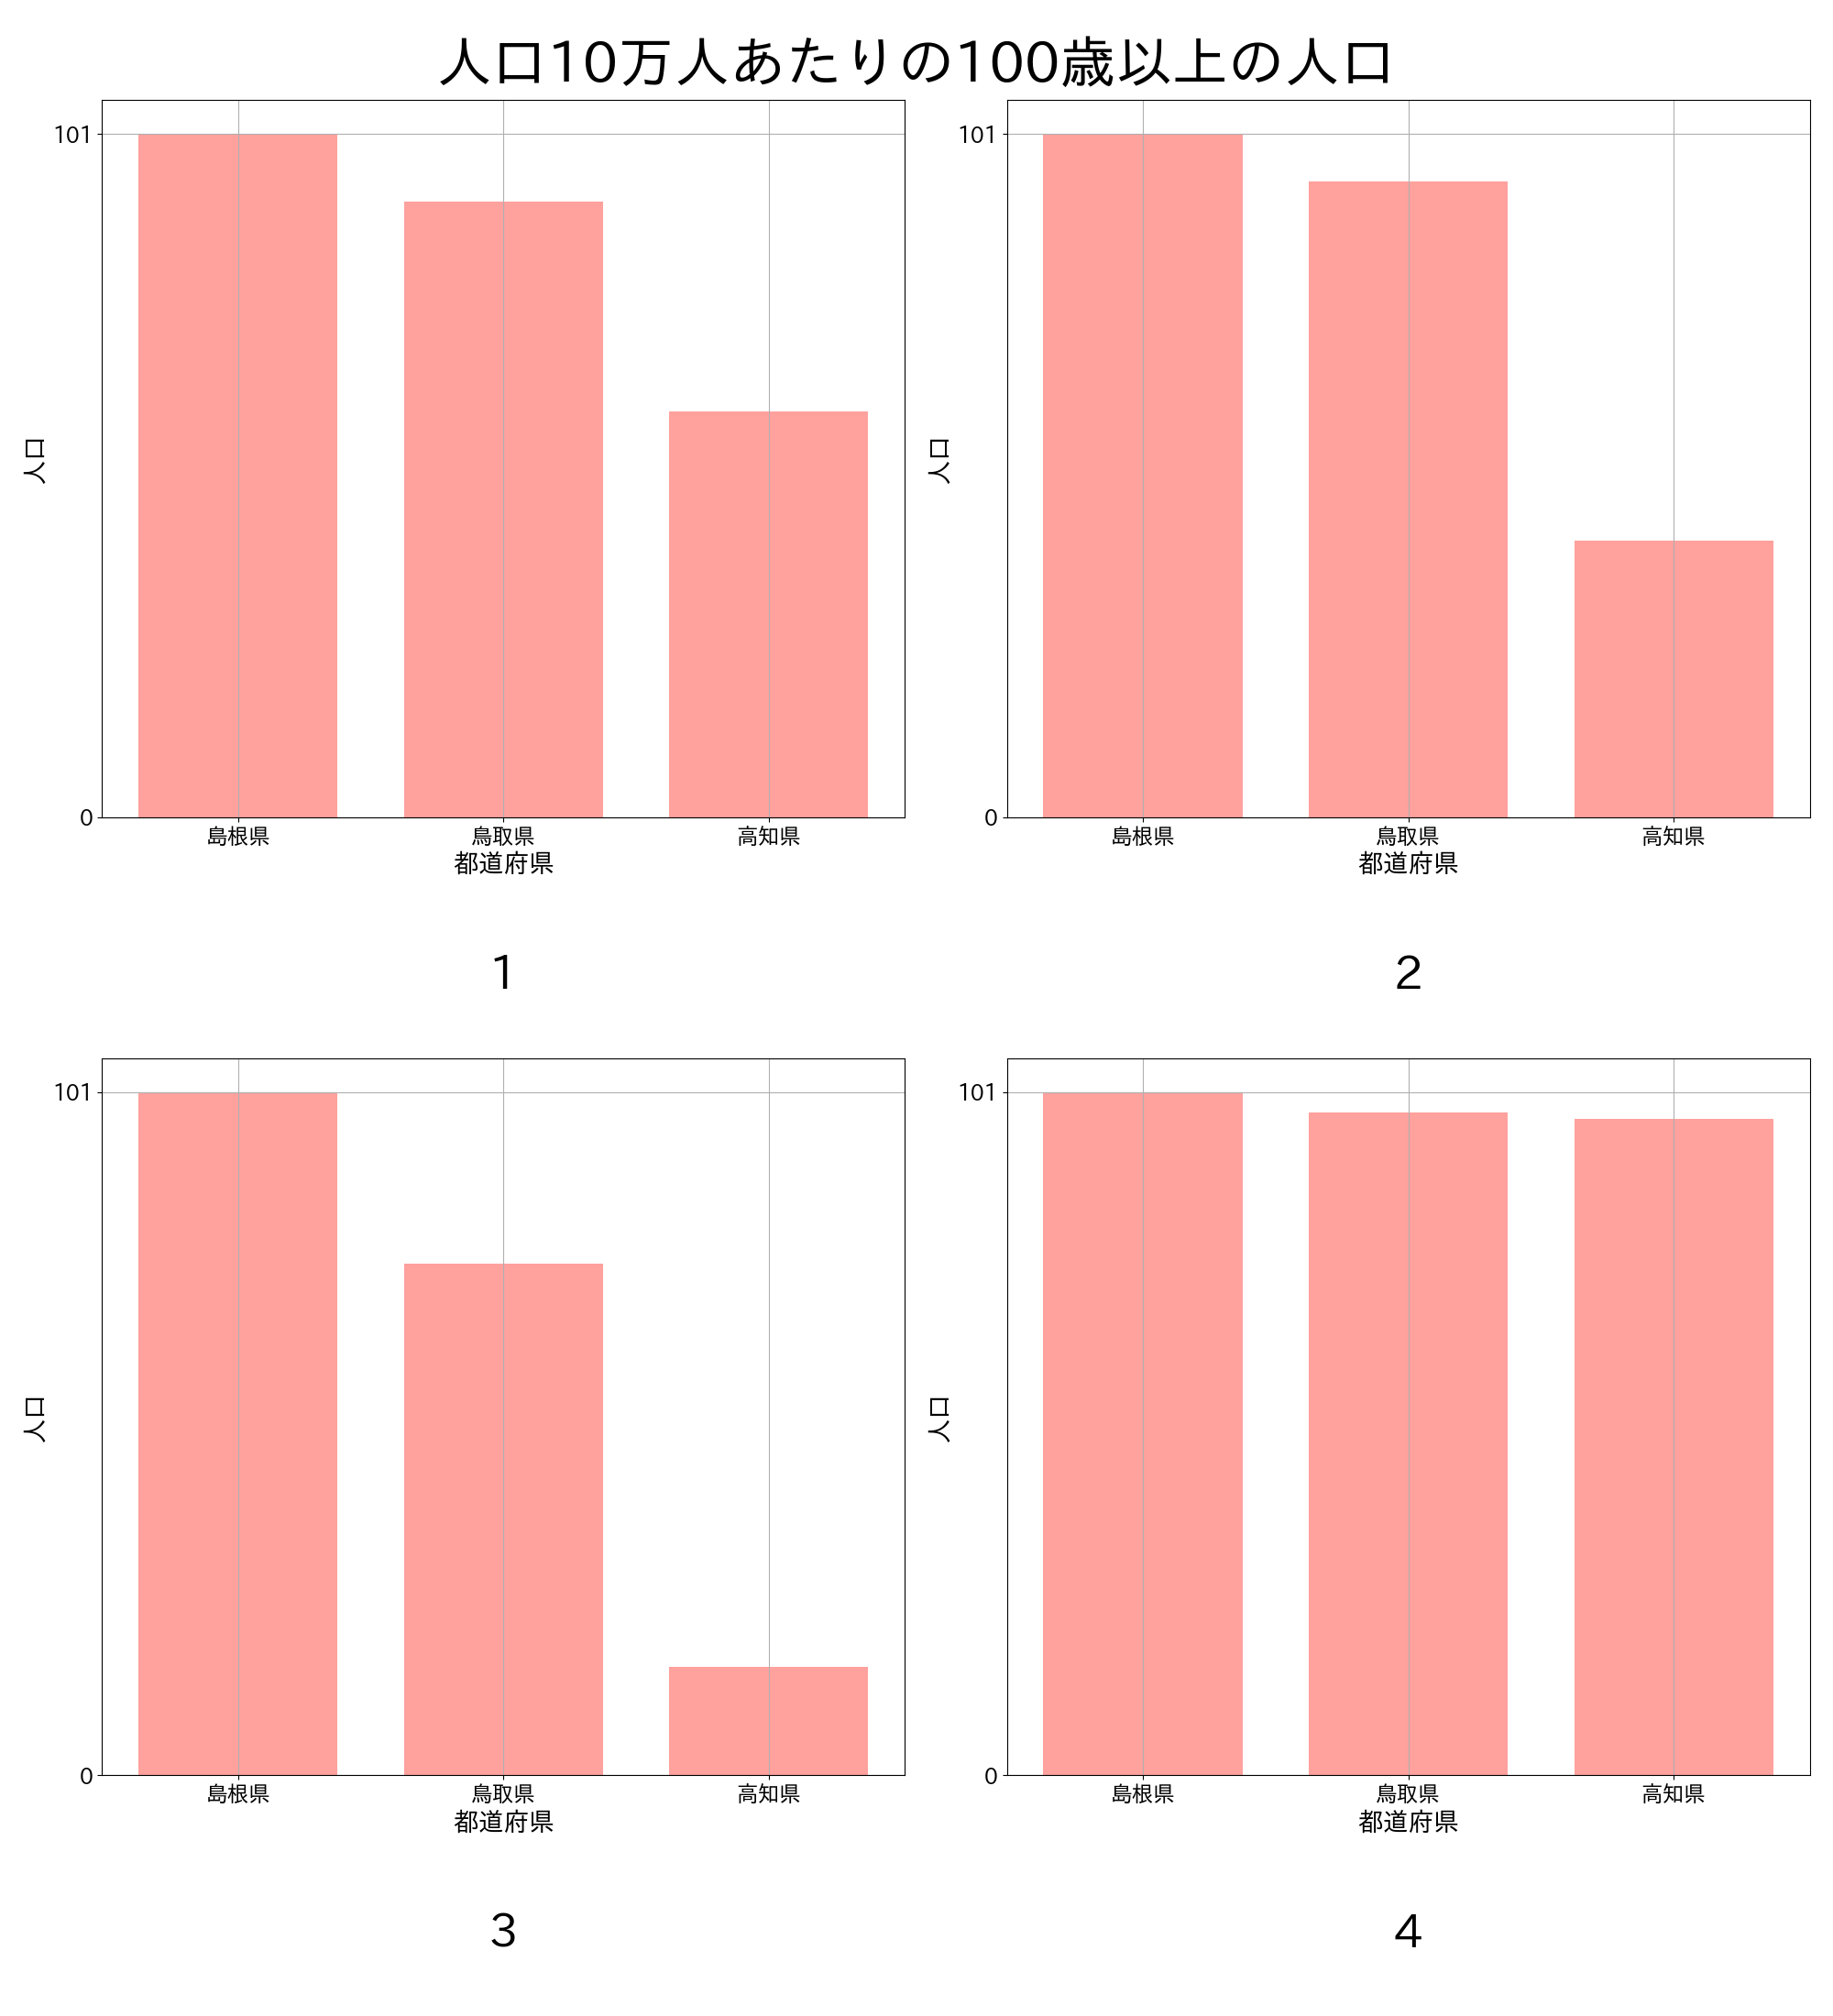 人口10万人あたりの100歳以上の人口
101
0
人口
島根県 鳥取県 高知県
都道府県
1
101
0
人口
島根県 鳥取県 高知県
都道府県
2
101
0
人口
島根県 鳥取県 高知県
都道府県
3
101
0
人口
島根県 鳥取県 高知県
都道府県
4